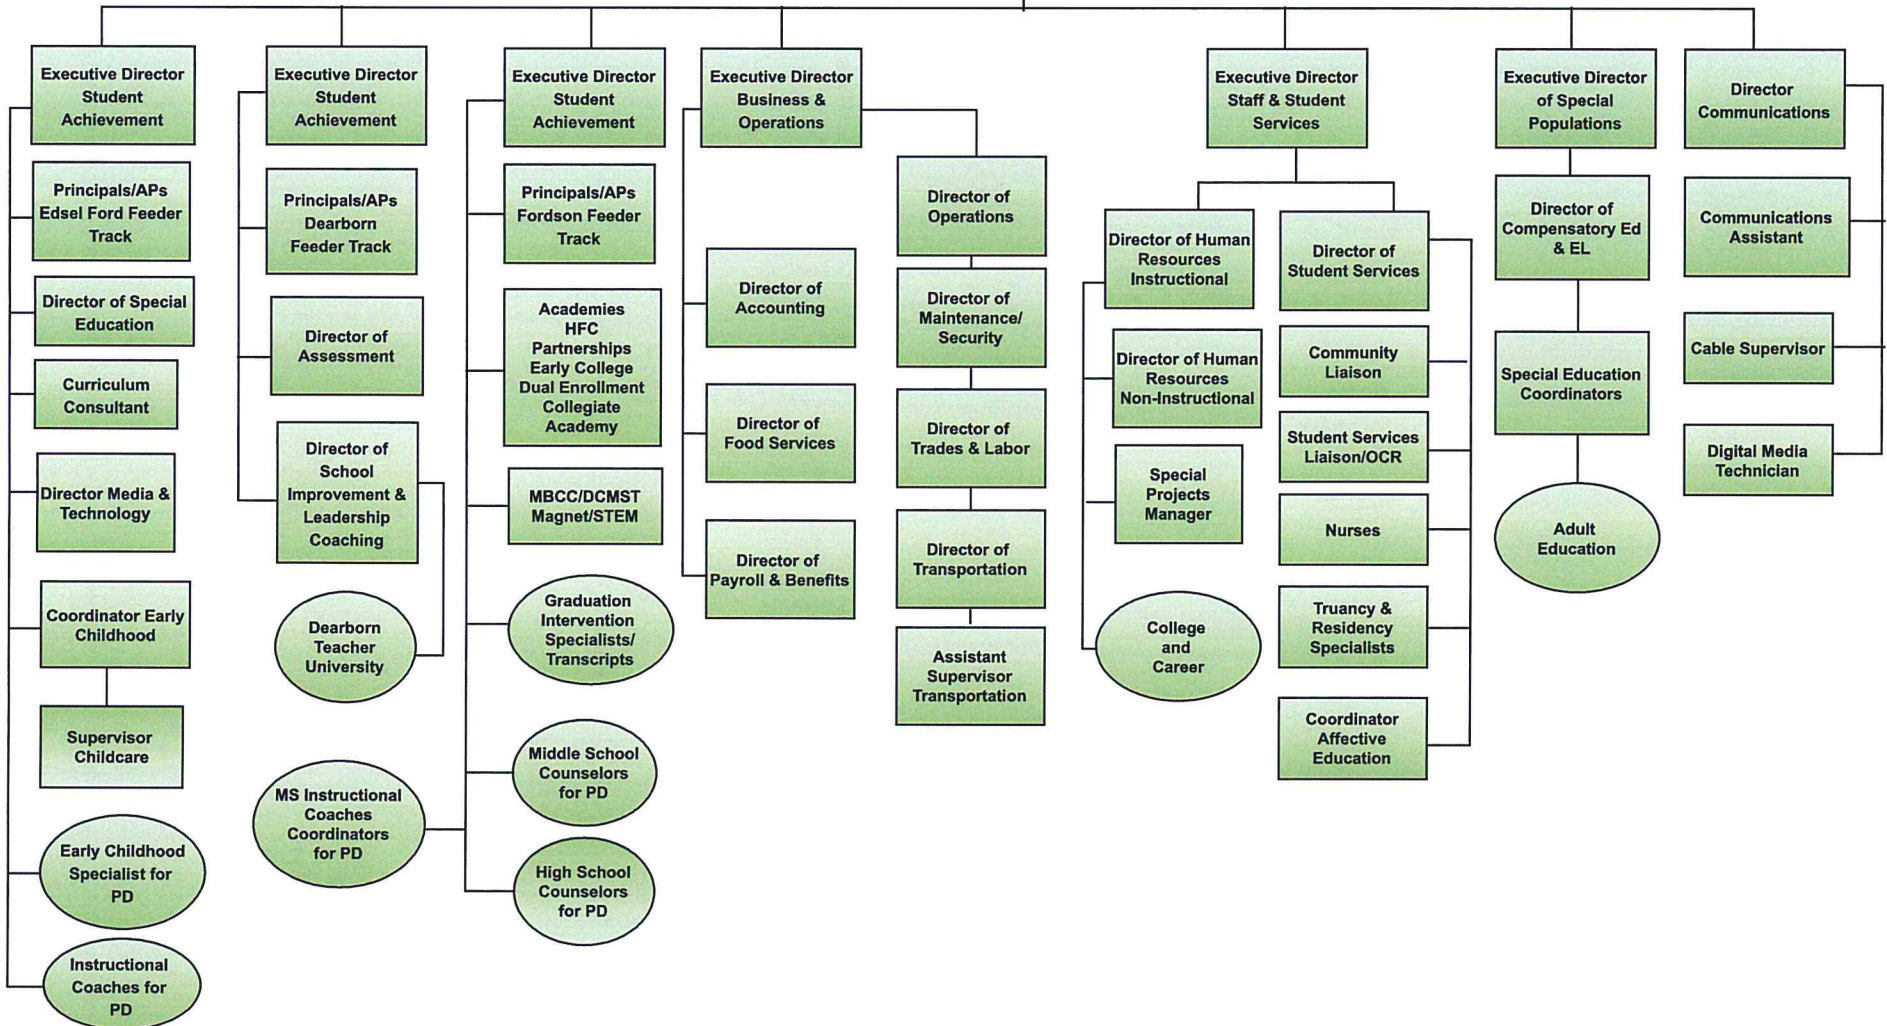 Executive Director
Student
Achievement
Principals/APs
Edsel Ford Feeder
Track
Director of Special
Education
Curriculum
Consultant
Director Media &
Technology
Coordinator Early
Childhood
Supervisor
Childcare
Early Childhood
Specialist for
PD
Instructional
Coaches for
PD
Executive Director
Student
Achievement
Principals/APs
Dearborn
Feeder Track
Director of
Assessment
Director of
School
Improvement &
Leadership
Coaching
Dearborn
Teacher
University
MS Instructional
Coaches
Coordinators
for PD
Executive Director
Student
Achievement
Principals/APs
Fordson Feeder
Track
Academies
HFC
Partnerships
Early College
Dual Enrollment
Collegiate
Academy
MBCC/DCMST
Magnet/STEM
Graduation
Intervention
Specialists/
Transcripts
Middle School
Counselors
for PD
High School
Counselors
for PD
Executive Director
Business &
Operations
Director of
Accounting
Director of
Food Services
Director of
Payroll & Benefits
Director of
Operations
Director of
Maintenance/
Security
Director of
Trades & Labor
Director of
Transportation
Assistant
Supervisor
Transportation
Executive Director
Staff & Student
Services
Director of Human
Resources
Instructional
Director of Human
Resources
Non-Instructional
Special
Projects
Manager
College
and
Career
Director of
Student Services
Community
Liaison
Student Services
Liaison/OCR
Nurses
Truancy &
Residency
Specialists
Coordinator
Affective
Education
Executive Director
of Special
Populations
Director of
Compensatory Ed
& EL
Special Education
Coordinators
Adult
Education
Director
Communications
Communications
Assistant
Cable Supervisor
Digital Media
Technician